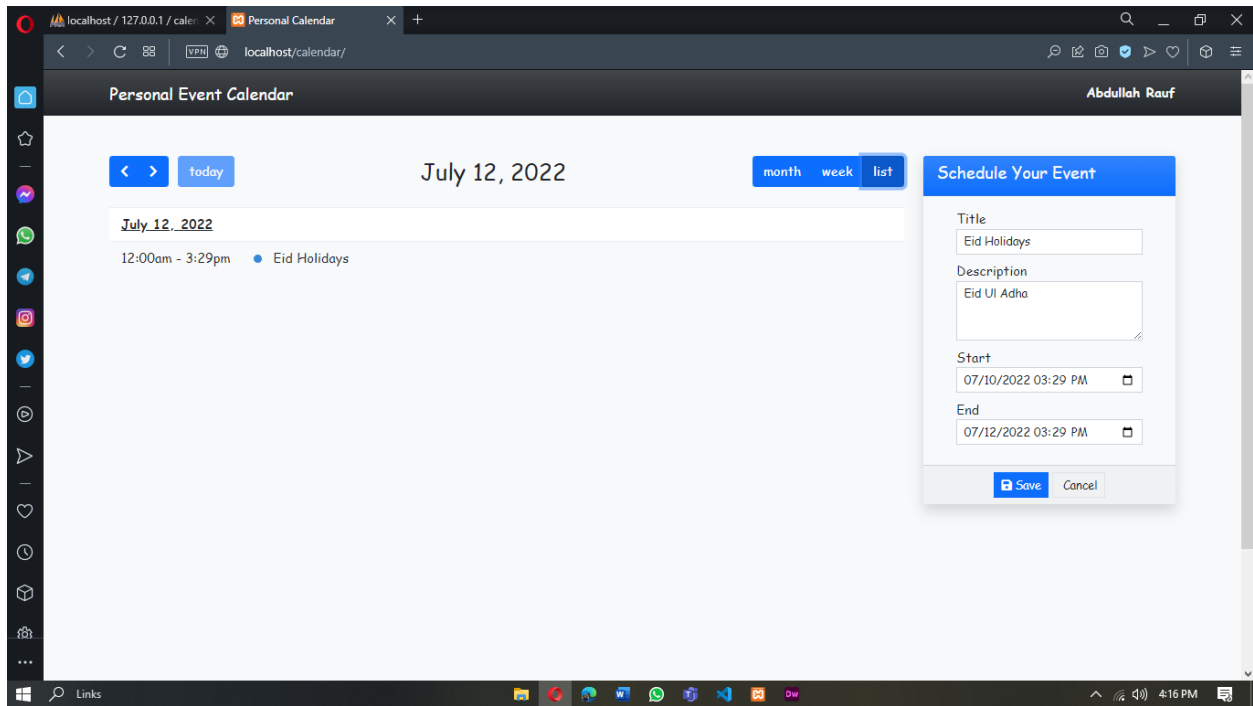 localhost / 127.0.0.1 / calen
Personal Calendar
VPN
localhost/calendar/
Personal Event Calendar
Abdullah Rauf
today
July 12, 2022
month week list
July 12, 2022
12:00am - 3:29pm Eid Holidays
Schedule Your Event
Title
Eid Holidays
Description
Eid Ul Adha
Start
07/10/2022 03:29 PM
End
07/12/2022 03:29 PM
Save Cancel
Links
W
Dw
4:16 PM